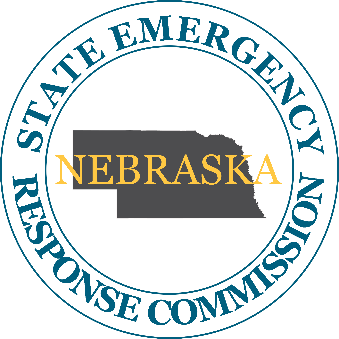 STATE EMERGENCY
NEBRASKA
RESPONSE COMMISSION